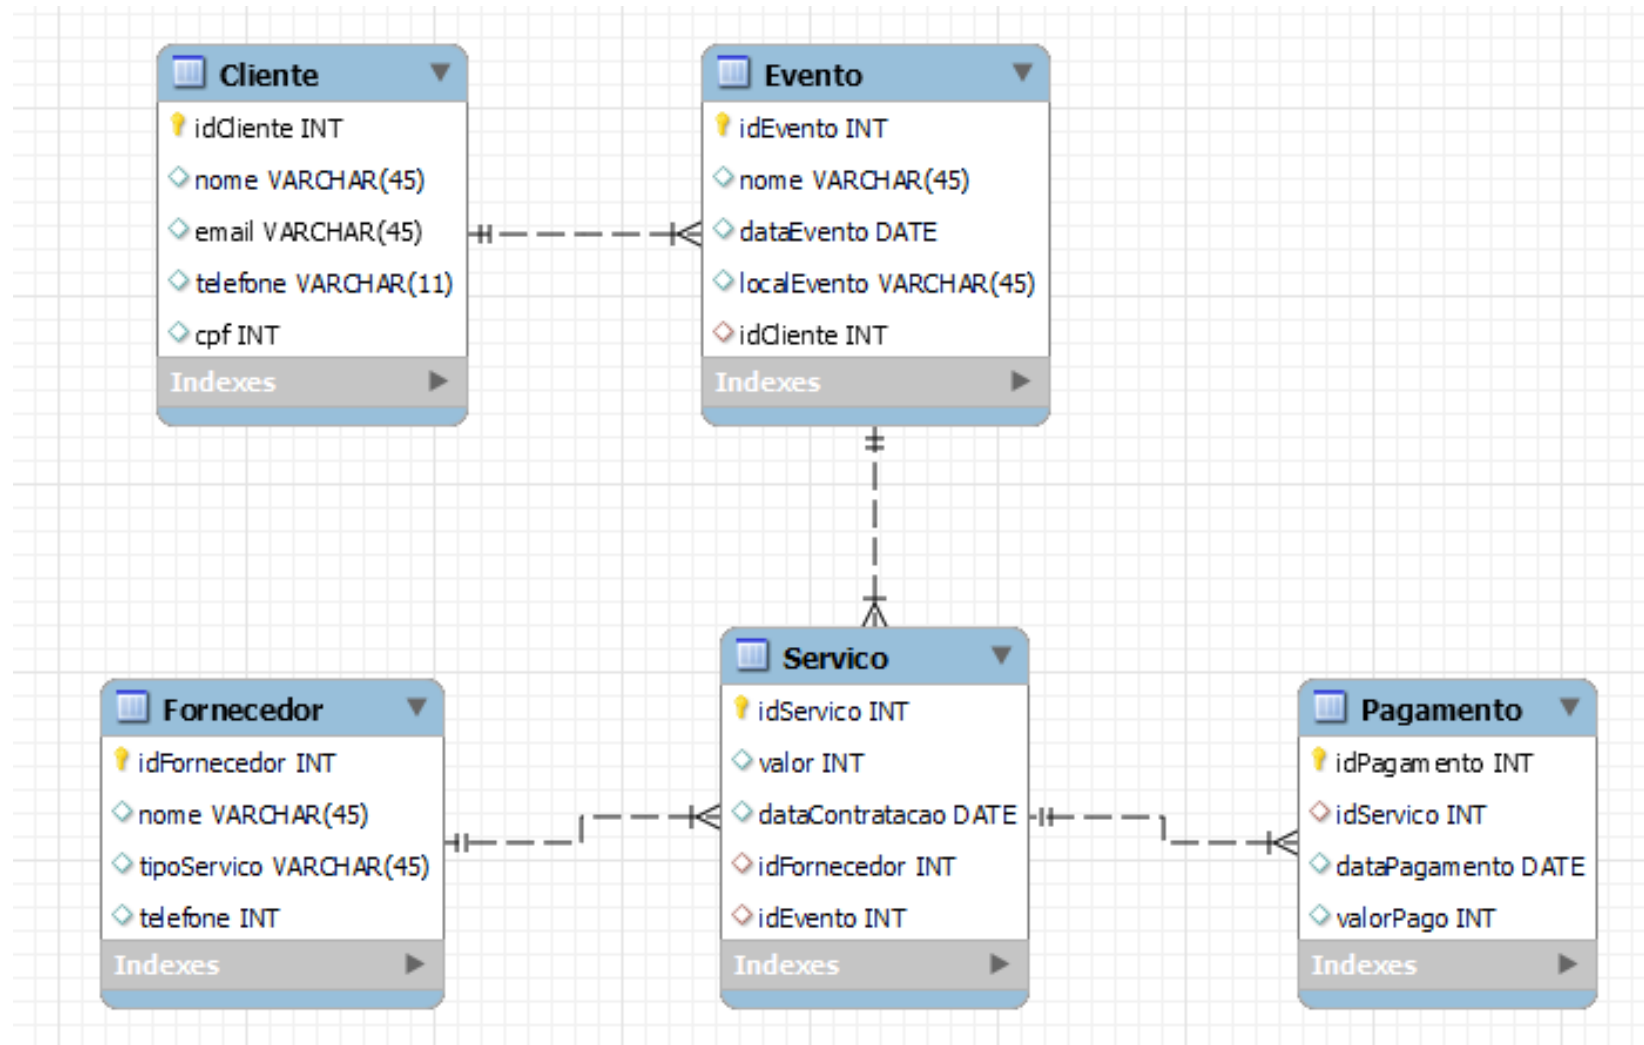 Cliente
idCliente INT
nome VARCHAR(45)
email VARCHAR(45)
telefone VARCHAR(11)
cpf INT
Indexes
Evento
idEvento INT
nome VARCHAR(45)
dataEvento DATE
localEvento VARCHAR(45)
idCliente INT
Indexes
Fornecedor
idFornecedor INT
nome VARCHAR(45)
tipoServico VARCHAR(45)
telefone INT
Indexes
Servico
idServico INT
valor INT
dataContratacao DATE
idFornecedor INT
idEvento INT
Indexes
Pagamento
idPagamento INT
idServico INT
dataPagamento DATE
valorPago INT
Indexes